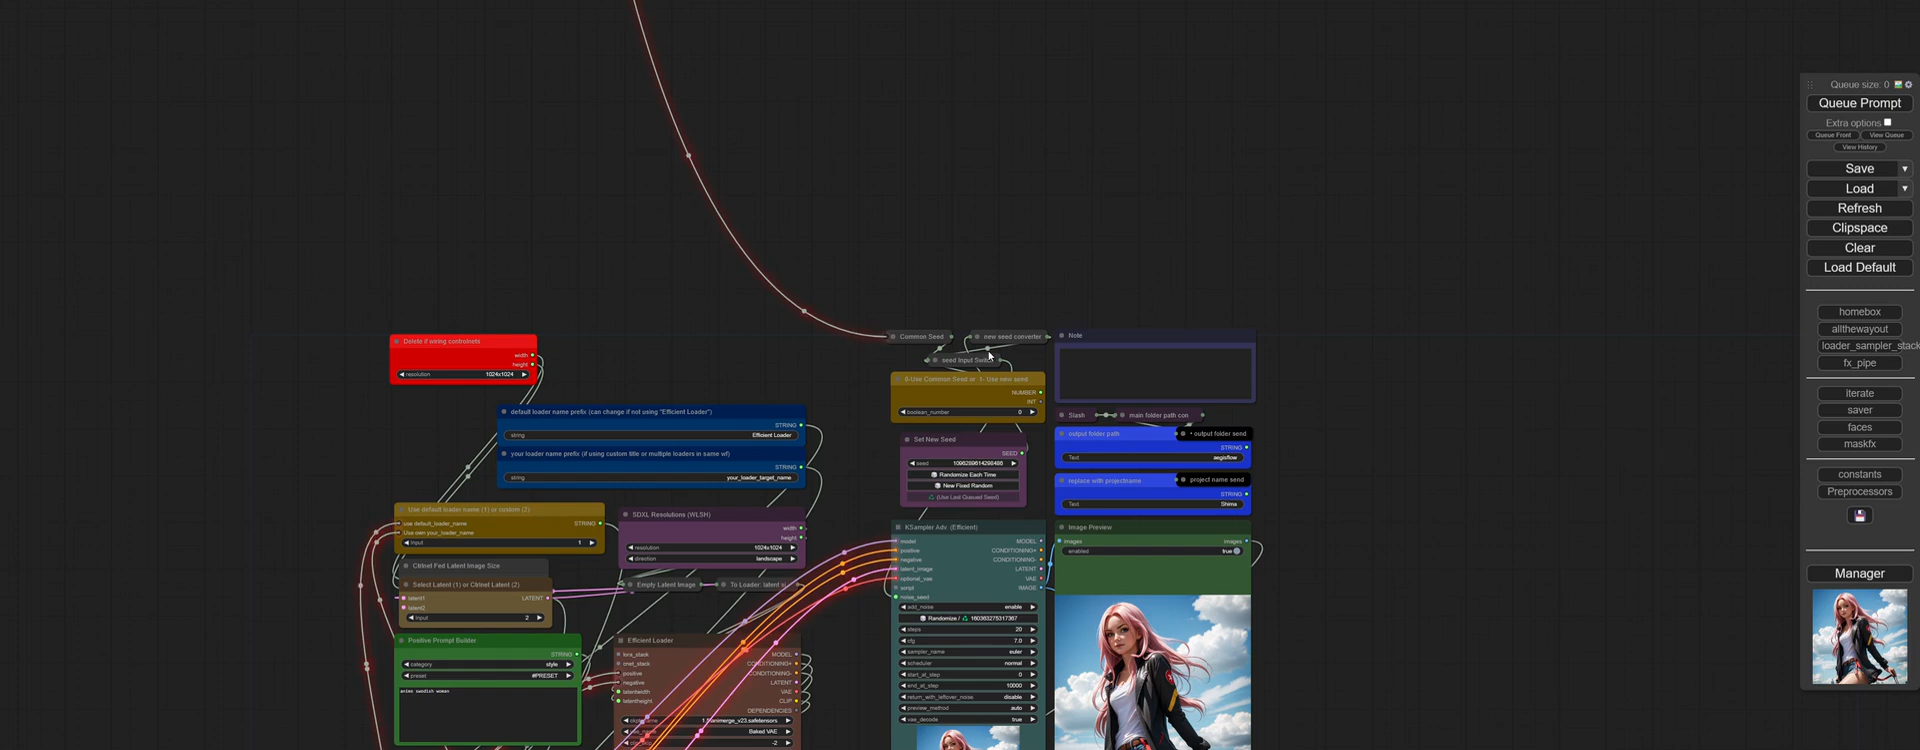 Queue size: 0
Queue Prompt
Extra options
Queue Front
View Queue
View History
Save
Load
Refresh
Clipspace
Clear
Load Default
homebox
allthewayout
loader_sampler_stack
fx_pipe
iterate
saver
faces
maskfx
constants
Preprocessors
Manager
Delete if wiring controlnets
width
height
resolution 1024x1024
default loader name prefix (can change if not using "Efficient Loader")
STRING
string Efficient Loader
your loader name prefix (if using custom title or multiple loaders in same wf)
STRING
string your_loader_target_name
Use default loader name (1) or custom (2)
use default_loader_name STRING
Use own your_loader_name
Input 1
SDXL Resolutions (WLSH)
width
height
resolution 1024x1024
direction landscape
Ctrlnet Fed Latent Image Size
Select Latent (1) or Ctrlnet Latent (2)
latent1 LATENT
latent2
Input 2
Empty Latent Image
To Loader: latent
Positive Prompt Builder
STRING
category style
preset #PRESET
anime swedish woman
Efficient Loader
lora_stack MODEL
cnet_stack CONDITIONING+
positive CONDITIONING-
negative LATENT
latentwidth VAE
latentheight CLIP
DEPENDENCIES
Baked VAE
-2
Common Seed
new seed converter
seed Input
0-Use Common Seed or 1- Use new seed
NUMBER
INT
boolean_number 0
Set New Seed
SEED
seed 1096289614298486
Randomize Each Time
New Fixed Random
(Use Last Queued Seed)
KSampler Adv. (Efficient)
model MODEL
positive CONDITIONING+
negative CONDITIONING-
latent_image LATENT
optional_vae VAE
script IMAGE
noise_seed
add_noise enable
Randomize / 160363275317367
steps 20
cfg 7.0
sampler_name euler
scheduler normal
start_at_step 0
end_at_step 10000
return_with_leftover_noise disable
preview_method auto
vae_decode true
Note
Slash
main folder path con
output folder path
output folder send
STRING
Text aegisflow
replace with projectname
project name send
STRING
Text Shima
Image Preview
images images
enabled true